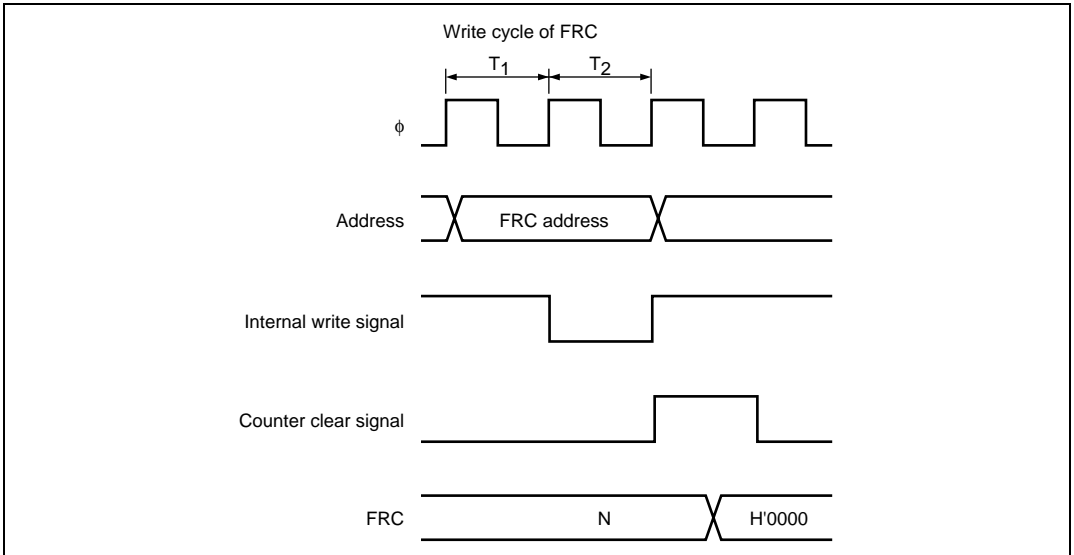 Write cycle of FRC
T1 T2
ϕ
Address FRC address
Internal write signal
Counter clear signal
FRC N H'0000